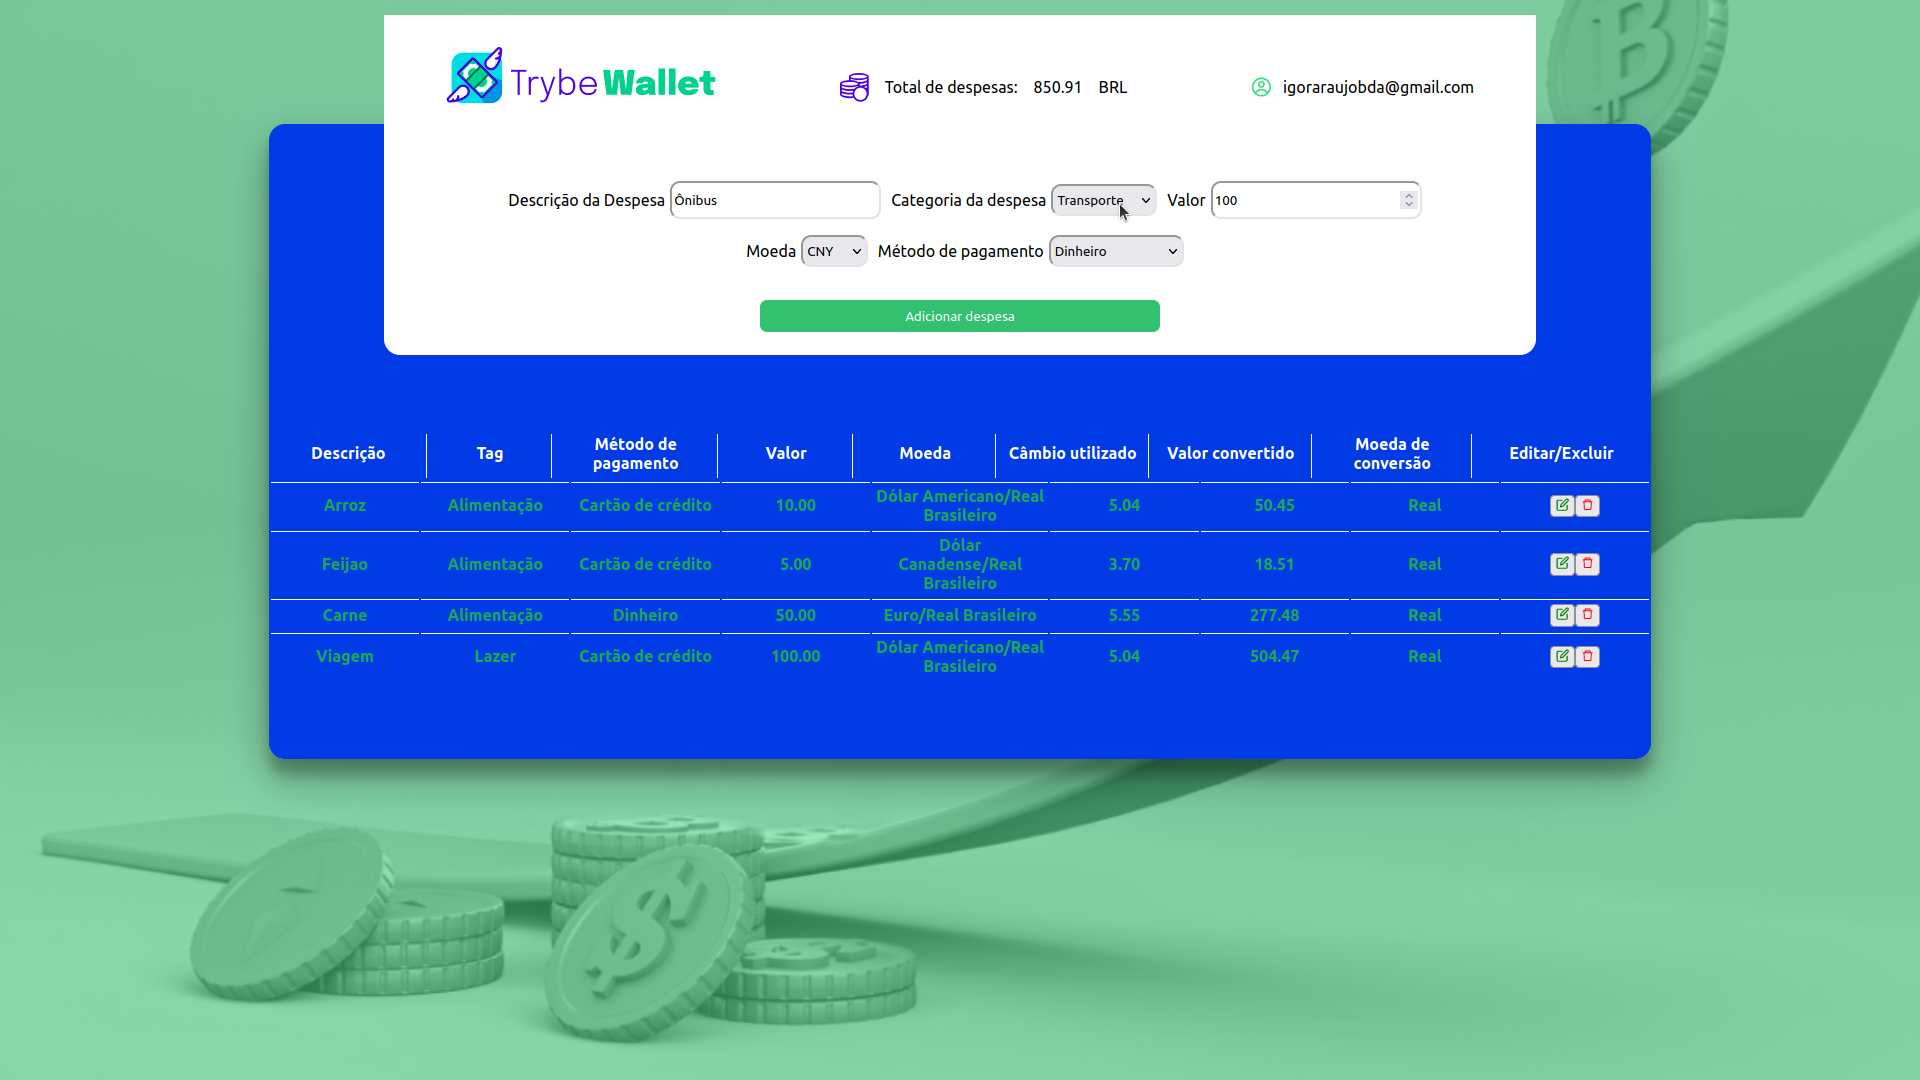 Trybe Wallet
Total de despesas: 850.91 BRL
igoraraujobda@gmail.com
Descrição da Despesa Ônibus Categoria da despesa Transporte Valor 100
Moeda CNY Método de pagamento Dinheiro
Adicionar despesa
Descrição Tag Método de pagamento Valor Moeda Câmbio utilizado Valor convertido Moeda de conversão Editar/Excluir
Arroz Alimentação Cartão de crédito 10.00 Dólar Americano/Real Brasileiro 5.04 50.45 Real
Feijao Alimentação Cartão de crédito 5.00 Dólar Canadense/Real Brasileiro 3.70 18.51 Real
Carne Alimentação Dinheiro 50.00 Euro/Real Brasileiro 5.55 277.48 Real
Viagem Lazer Cartão de crédito 100.00 Dólar Americano/Real Brasileiro 5.04 504.47 Real